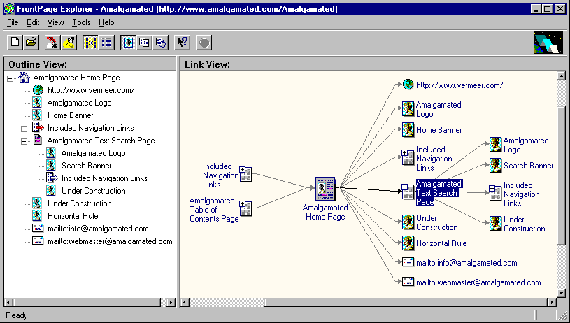 FrontPage Explorer - Amalgamated [http://www.amalgamated.com/Amalgamated]
File Edit View Tools Help
Outline View:
Amalgamated Home Page
http://www.vermeer.com/
Amalgamated Logo
Home Banner
Included Navigation Links
Amalgamated Text Search Page
Amalgamated Logo
Search Banner
Included Navigation Links
Under Construction
Under Construction
Horizontal Rule
mailto:info@amalgamated.com
mailto:webmaster@amalgamated.com
Link View:
Included
Navigation
Links
Amalgamated
Table of
Contents Page
Amalgamated
Home Page
http://www.vermeer.com/
Amalgamated
Logo
Home Banner
Included
Navigation
Links
Amalgamated
Text Search
Page
Under
Construction
Horizontal Rule
mailto:info@amalgamated.com
mailto:webmaster@amalgamated.com
Amalgamated
Logo
Search Banner
Included
Navigation
Links
Under
Construction
Ready